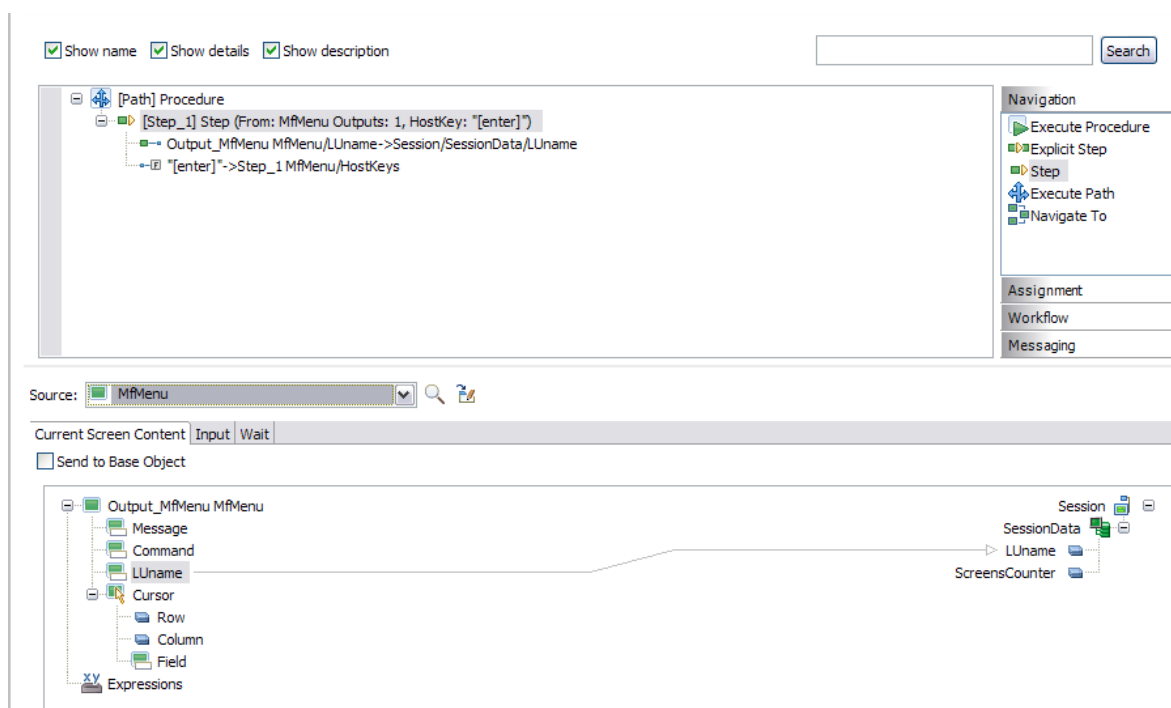 Show name Show details Show description Search
[Path] Procedure
[Step_1] Step (From: MfMenu Outputs: 1, HostKey: "[enter]")
Output_MfMenu MfMenu/LUname->Session/SessionData/LUname
"[enter]"->Step_1 MfMenu/HostKeys
Navigation
Execute Procedure
Explicit Step
Step
Execute Path
Navigate To
Assignment
Workflow
Messaging
Source: MfMenu
Current Screen Content Input Wait
Send to Base Object
Output_MfMenu MfMenu
Message
Command
LUname
Cursor
Row
Column
Field
xy Expressions
Session
SessionData
LUname
ScreensCounter